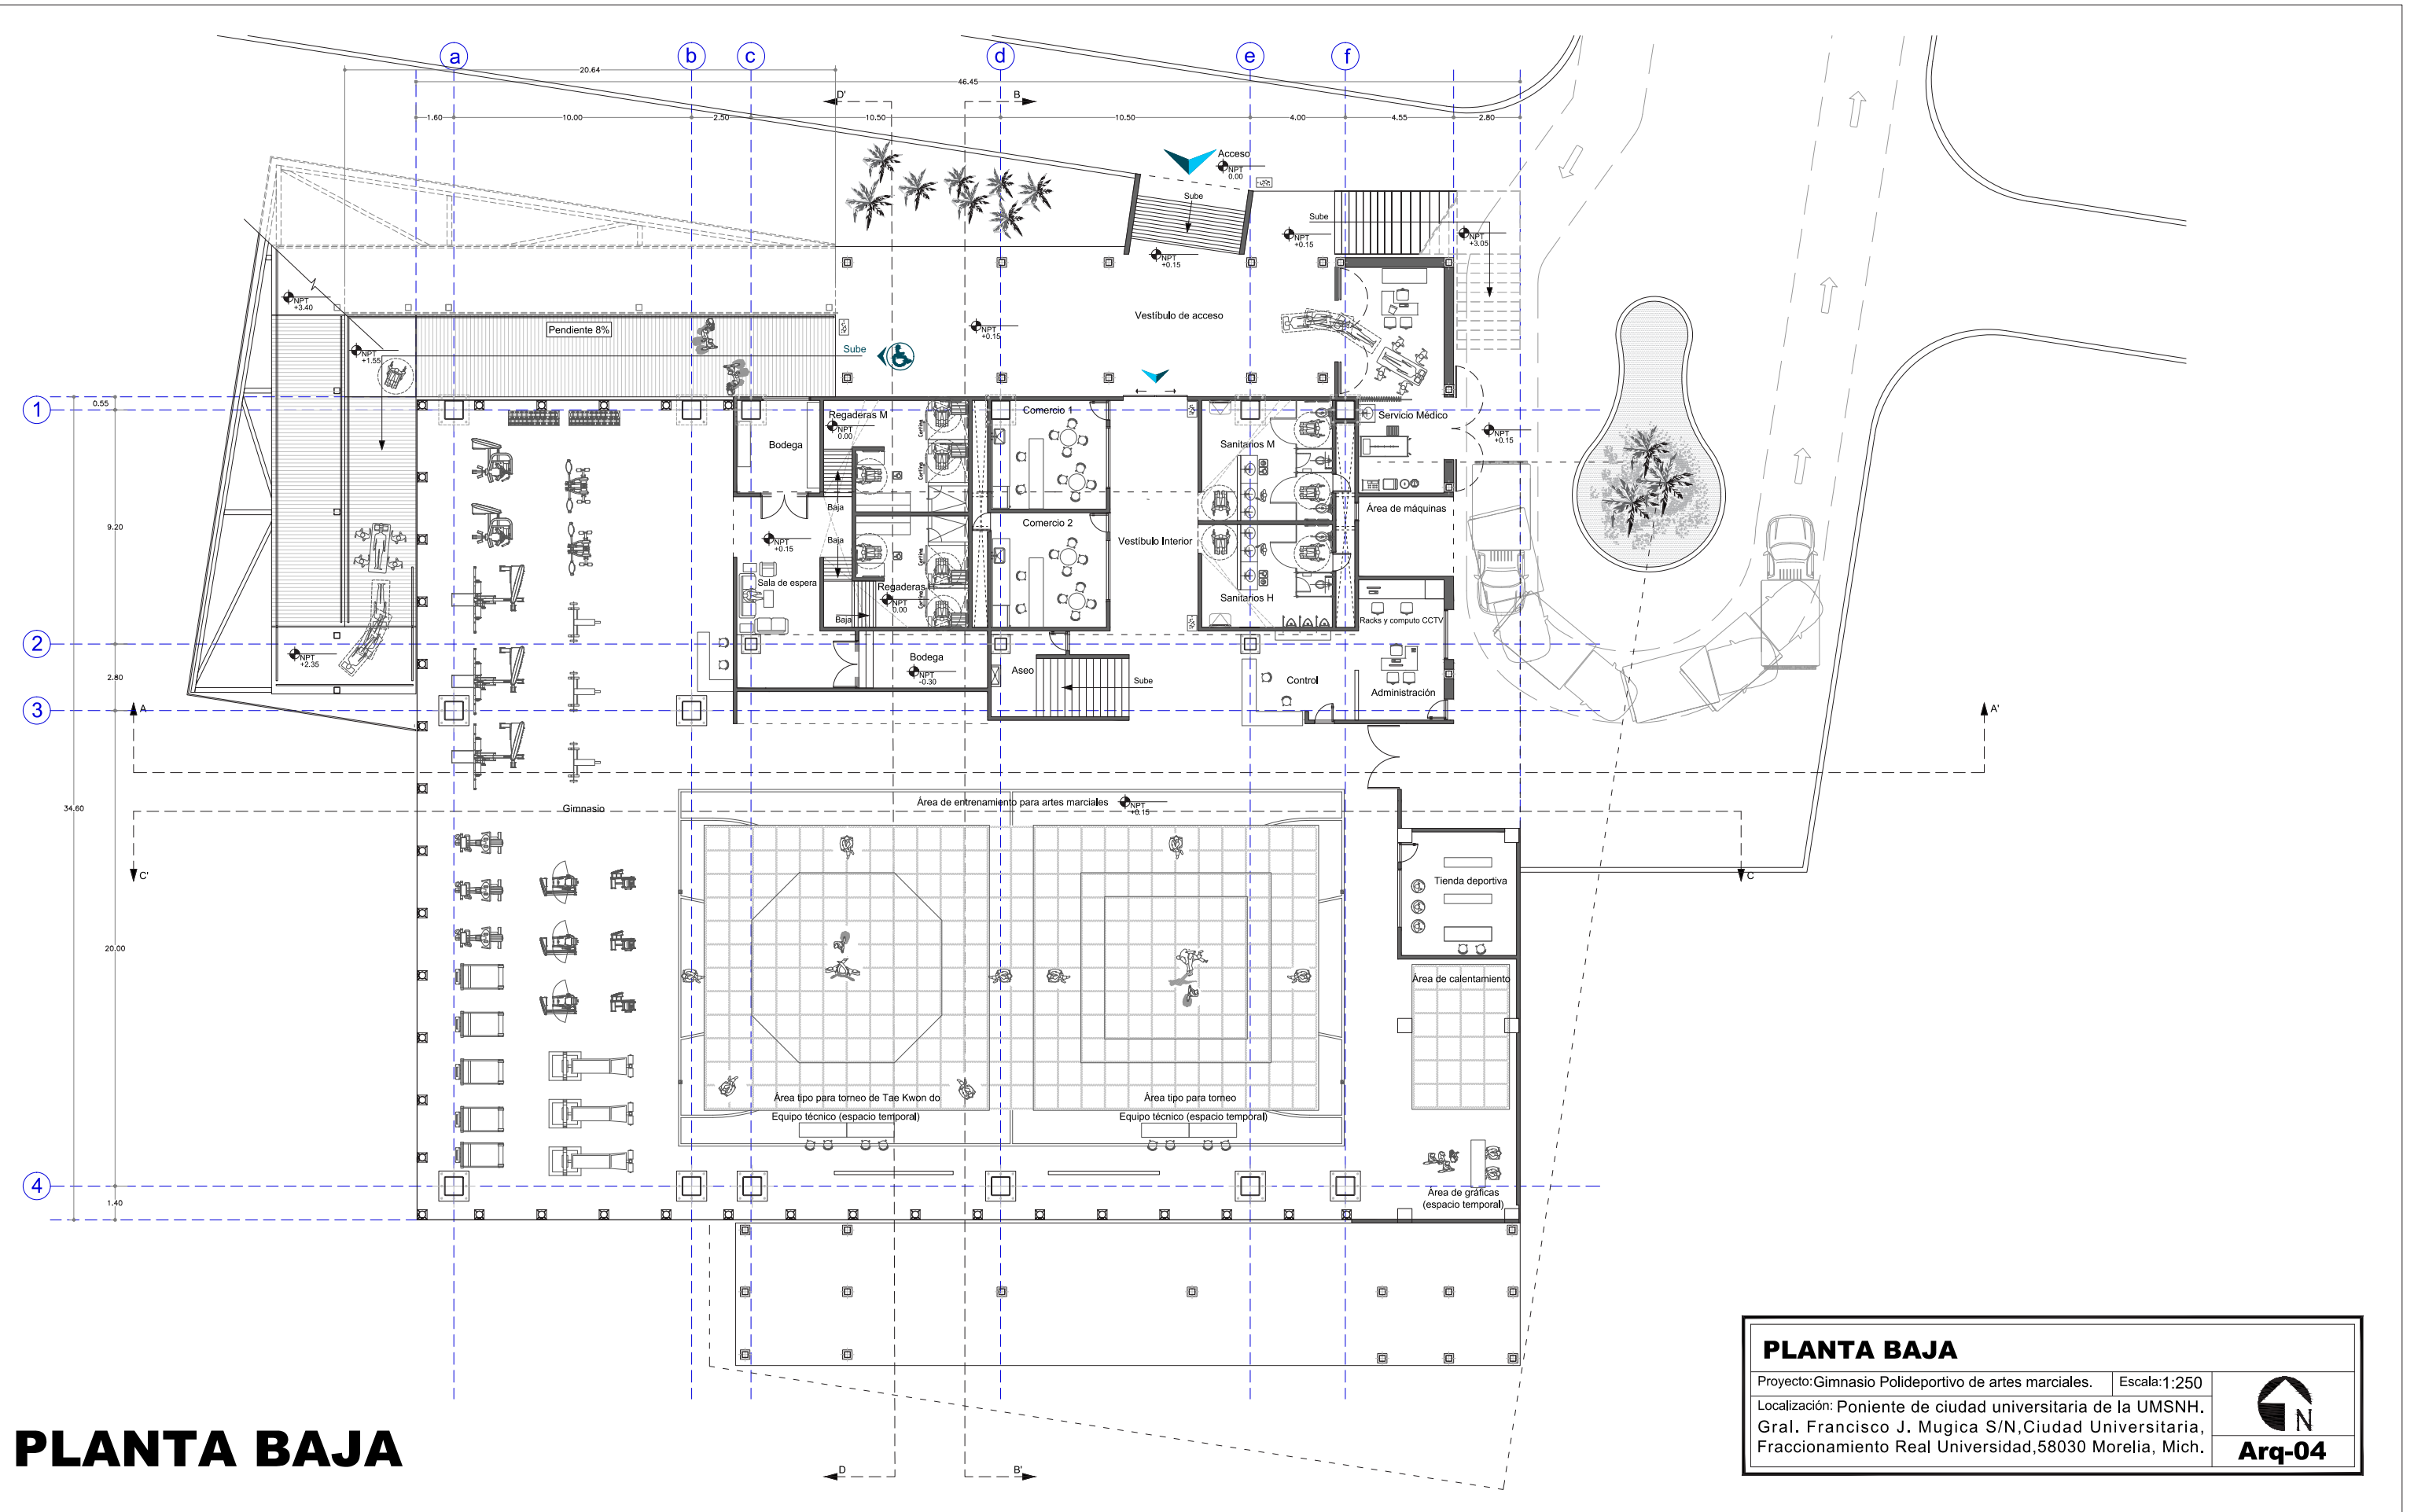 a
b
c
d
e
f
20.64
46.45
D'
B
1.60
10.00
2.50
10.50
10.50
4.00
4.55
2.80
Acceso
NPT
0.00
Sube
Sube
NPT
+0.15
NPT
+3.05
NPT
+0.15
NPT
+3.40
Pendiente 8%
Vestíbulo de acceso
NPT
+0.15
Sube
NPT
+1.55
1
0.55
Regaderas M
NPT
0.00
Comercio 1
Servicio Médico
NPT
+0.15
Bodega
Sanitarios M
Cortina
Cortina
Baja
Área de máquinas
9.20
Comercio 2
Baja
Vestíbulo Interior
NPT
+0.15
Sala de espera
Regaderas H
NPT
0.00
Cortina
Cortina
Sanitarios H
Baja
Racks y computo CCTV
2
Bodega
NPT
-0.30
NPT
+2.35
Aseo
Sube
Control
Administración
2.80
3
A
A'
34.60
Gimnasio
Área de entrenamiento para artes marciales
NPT
+0.15
C'
C
Tienda deportiva
20.00
Área de calentamiento
Área tipo para torneo de Tae Kwon do
Área tipo para torneo
Equipo técnico (espacio temporal)
Equipo técnico (espacio temporal)
4
1.40
Área de gráficas
(espacio temporal)
D
B'
PLANTA BAJA
PLANTA BAJA
Proyecto:Gimnasio Polideportivo de artes marciales.
Escala:1:250
Localización: Poniente de ciudad universitaria de la UMSNH.
Gral. Francisco J. Mugica S/N,Ciudad Universitaria,
Fraccionamiento Real Universidad,58030 Morelia, Mich.
N
Arq-04